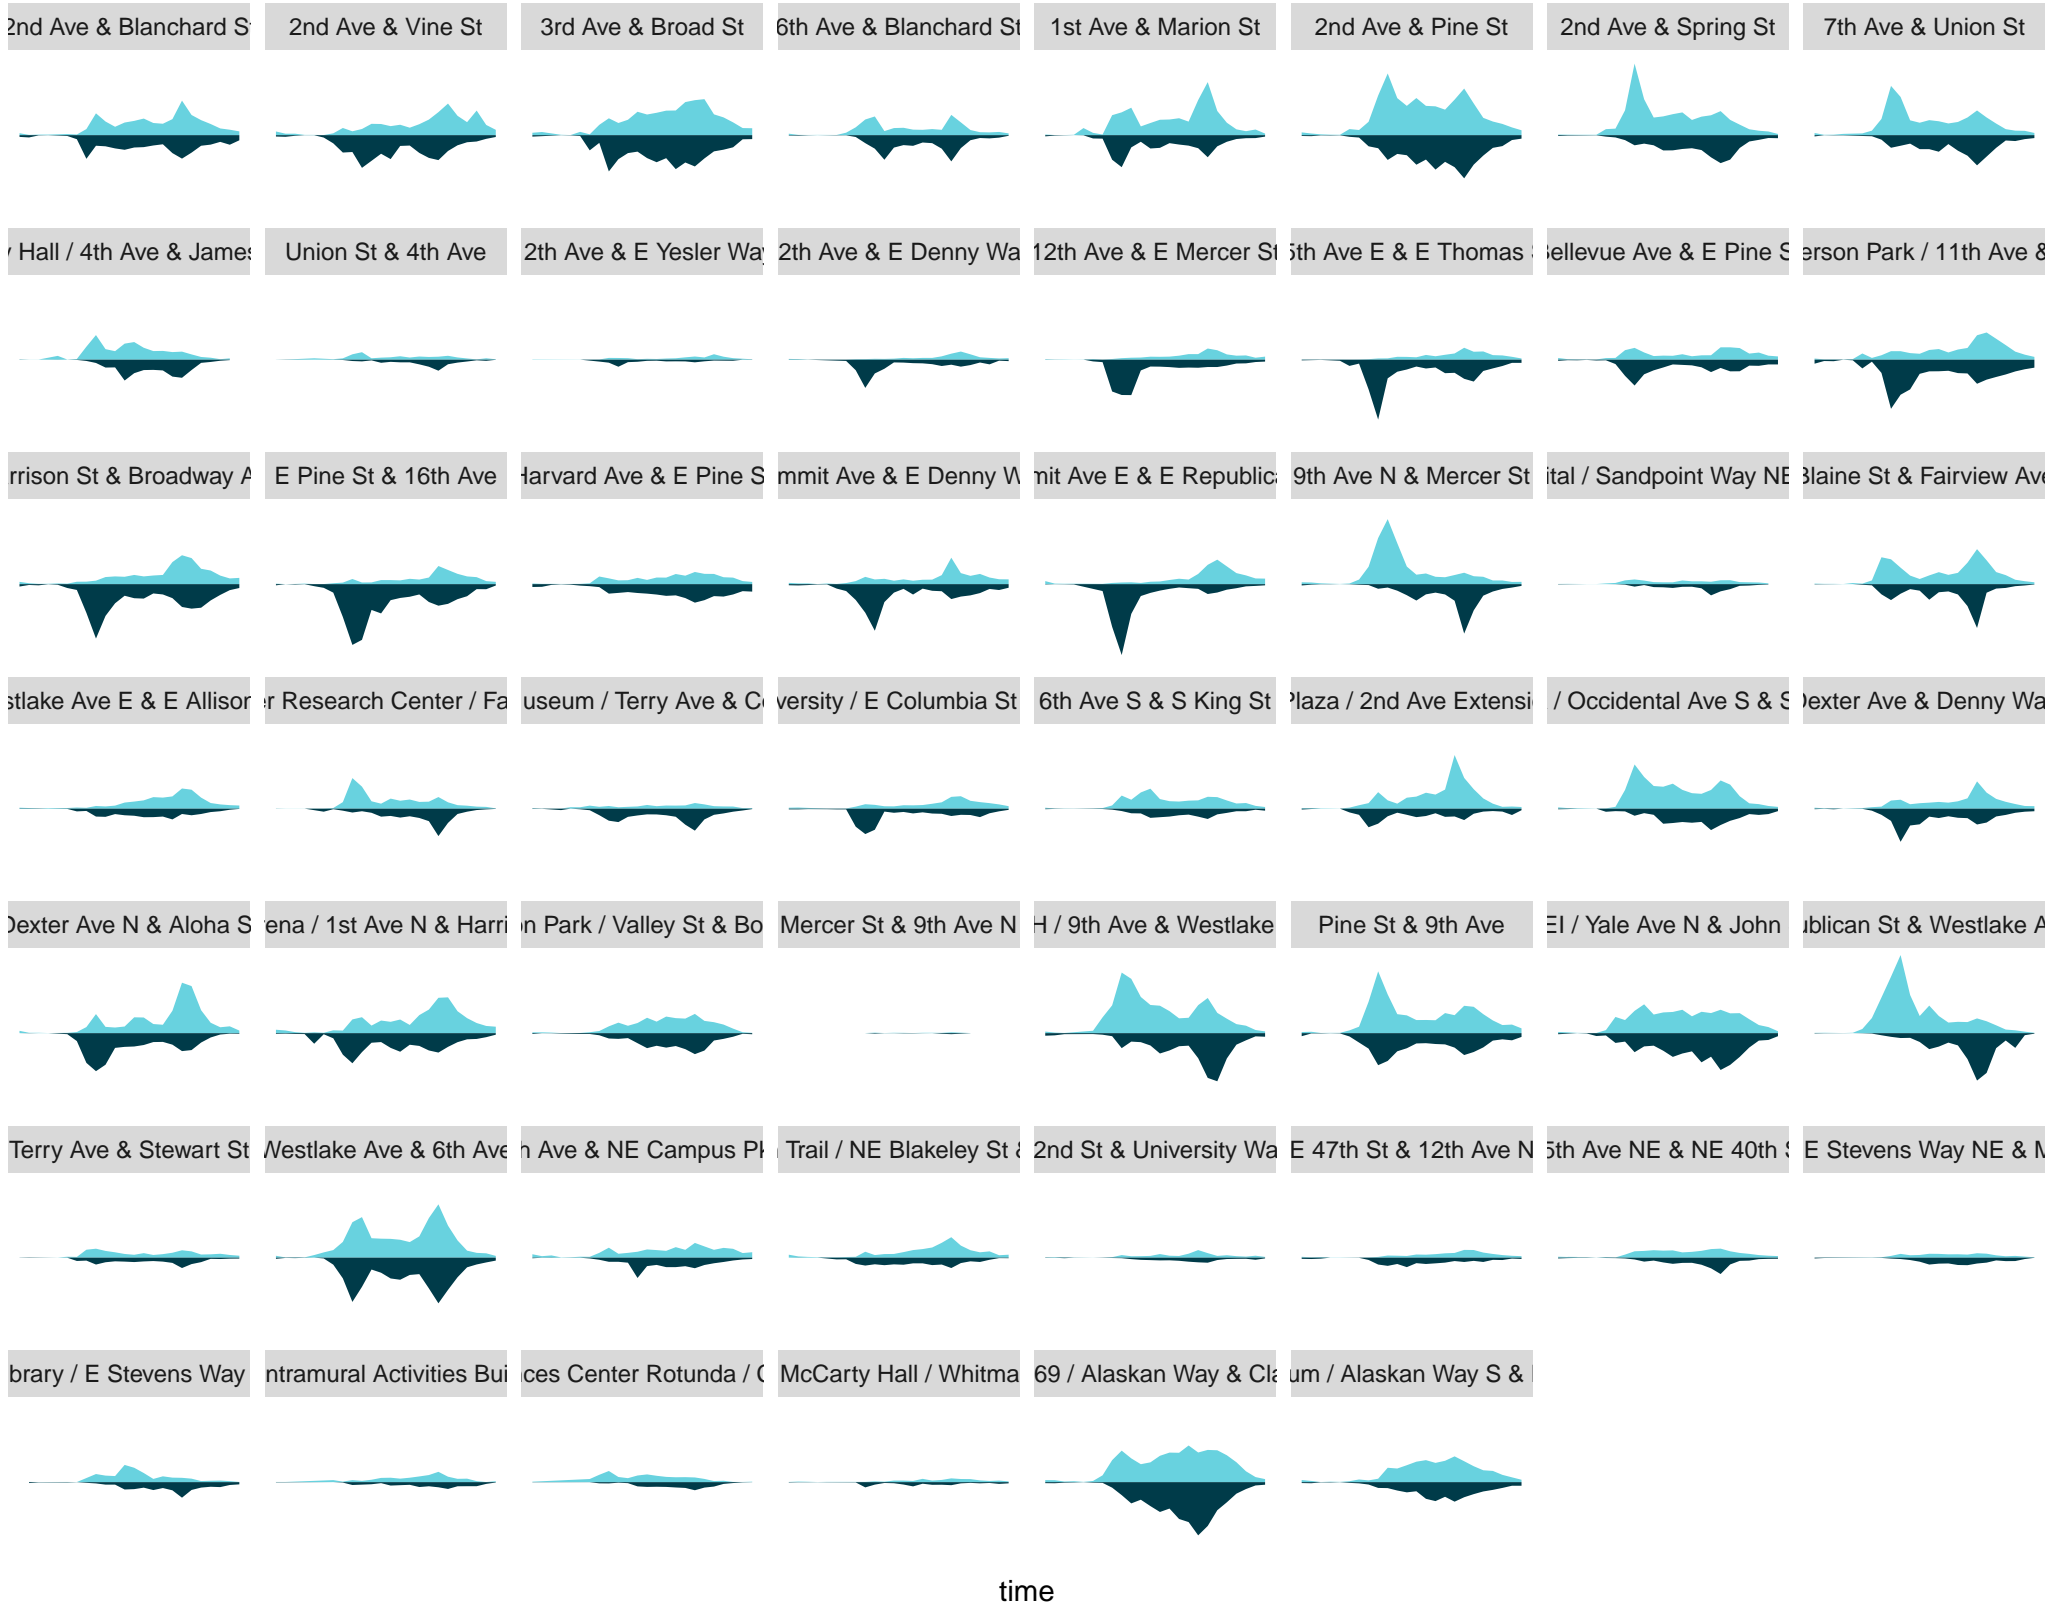 2nd Ave & Blanchard St
2nd Ave & Vine St
3rd Ave & Broad St
6th Ave & Blanchard St
1st Ave & Marion St
2nd Ave & Pine St
2nd Ave & Spring St
7th Ave & Union St
y Hall / 4th Ave & James
Union St & 4th Ave
2th Ave & E Yesler Way
2th Ave & E Denny Wa
12th Ave & E Mercer St
5th Ave E & E Thomas S
Bellevue Ave & E Pine S
erson Park / 11th Ave &
rrison St & Broadway A
E Pine St & 16th Ave
Harvard Ave & E Pine S
mmit Ave & E Denny W
mit Ave E & E Republica
9th Ave N & Mercer St
ital / Sandpoint Way NE
Blaine St & Fairview Ave
stlake Ave E & E Allison
er Research Center / Fa
useum / Terry Ave & Co
versity / E Columbia St
6th Ave S & S King St
Plaza / 2nd Ave Extensi
/ Occidental Ave S & S
Dexter Ave & Denny Wa
Dexter Ave N & Aloha S
rena / 1st Ave N & Harri
on Park / Valley St & Bo
Mercer St & 9th Ave N
H / 9th Ave & Westlake
Pine St & 9th Ave
EI / Yale Ave N & John
ublican St & Westlake A
Terry Ave & Stewart St
Westlake Ave & 6th Ave
h Ave & NE Campus Pk
Trail / NE Blakeley St &
2nd St & University Wa
E 47th St & 12th Ave N
5th Ave NE & NE 40th S
E Stevens Way NE & M
brary / E Stevens Way
ntramural Activities Bui
nces Center Rotunda / C
McCarty Hall / Whitma
69 / Alaskan Way & Cla
um / Alaskan Way S &
time